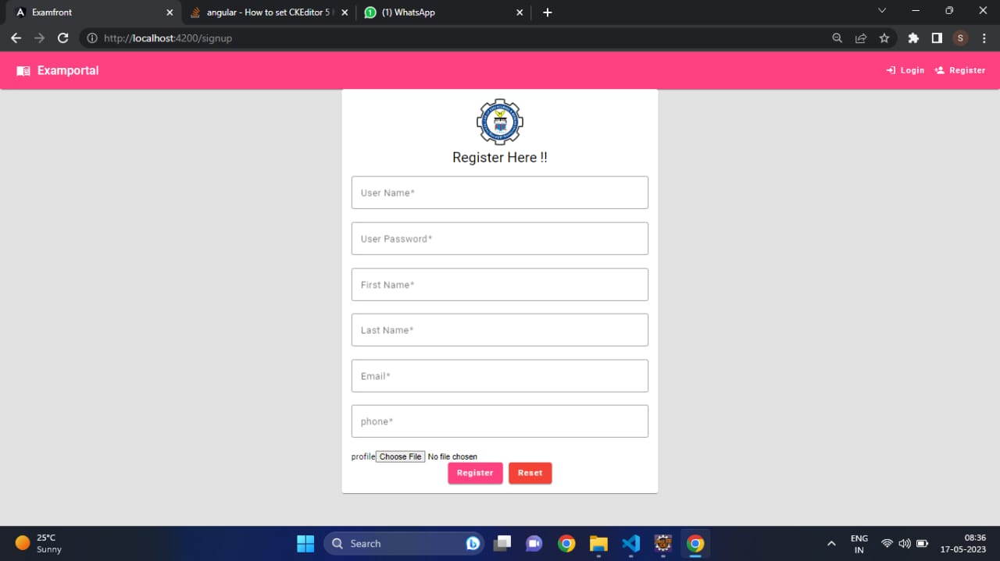 Examfront
angular - How to set CKEditor 5
(1) WhatsApp
http://localhost:4200/signup
S
Examportal
Login
Register
Register Here !!
User Name*
User Password*
First Name*
Last Name*
Email*
phone*
profile Choose File No file chosen
Register
Reset
25°C
Sunny
Search
ENG
IN
08:36
17-05-2023